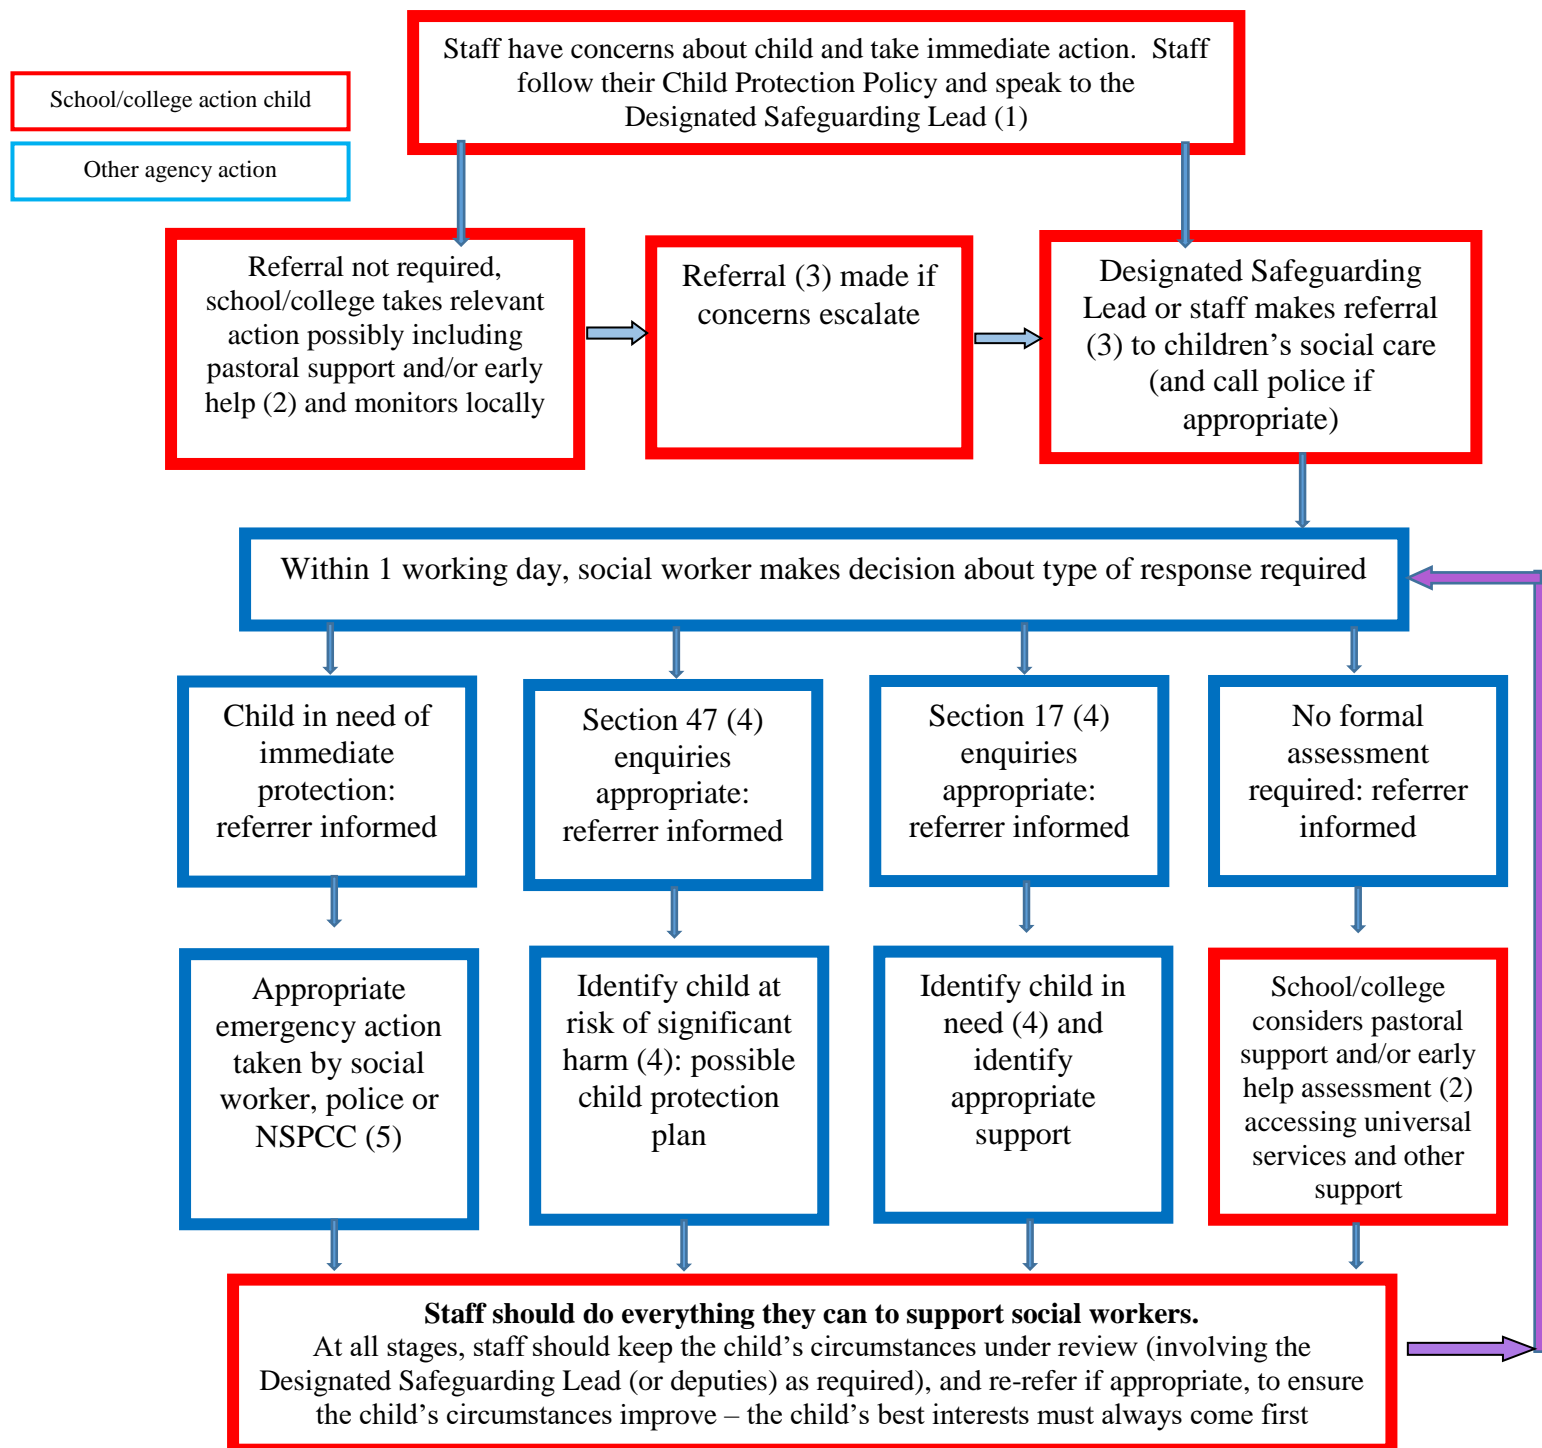 Staff have concerns about child and take immediate action.  Staff
follow their Child Protection Policy and speak to the
Designated Safeguarding Lead (1)
School/college action child
Other agency action
Referral not required,
school/college takes relevant
action possibly including
pastoral support and/or early
help (2) and monitors locally
Referral (3) made if
concerns escalate
Designated Safeguarding
Lead or staff makes referral
(3) to children’s social care
(and call police if
appropriate)
Within 1 working day, social worker makes decision about type of response required
Child in need of
immediate
protection:
referrer informed
Section 47 (4)
enquiries
appropriate:
referrer informed
Section 17 (4)
enquiries
appropriate:
referrer informed
No formal
assessment
required: referrer
informed
Appropriate
emergency action
taken by social
worker, police or
NSPCC (5)
Identify child at
risk of significant
harm (4): possible
child protection
plan
Identify child in
need (4) and
identify
appropriate
support
School/college
considers pastoral
support and/or early
help assessment (2)
accessing universal
services and other
support
Staff should do everything they can to support social workers.
At all stages, staff should keep the child’s circumstances under review (involving the
Designated Safeguarding Lead (or deputies) as required), and re-refer if appropriate, to ensure
the child’s circumstances improve – the child’s best interests must always come first